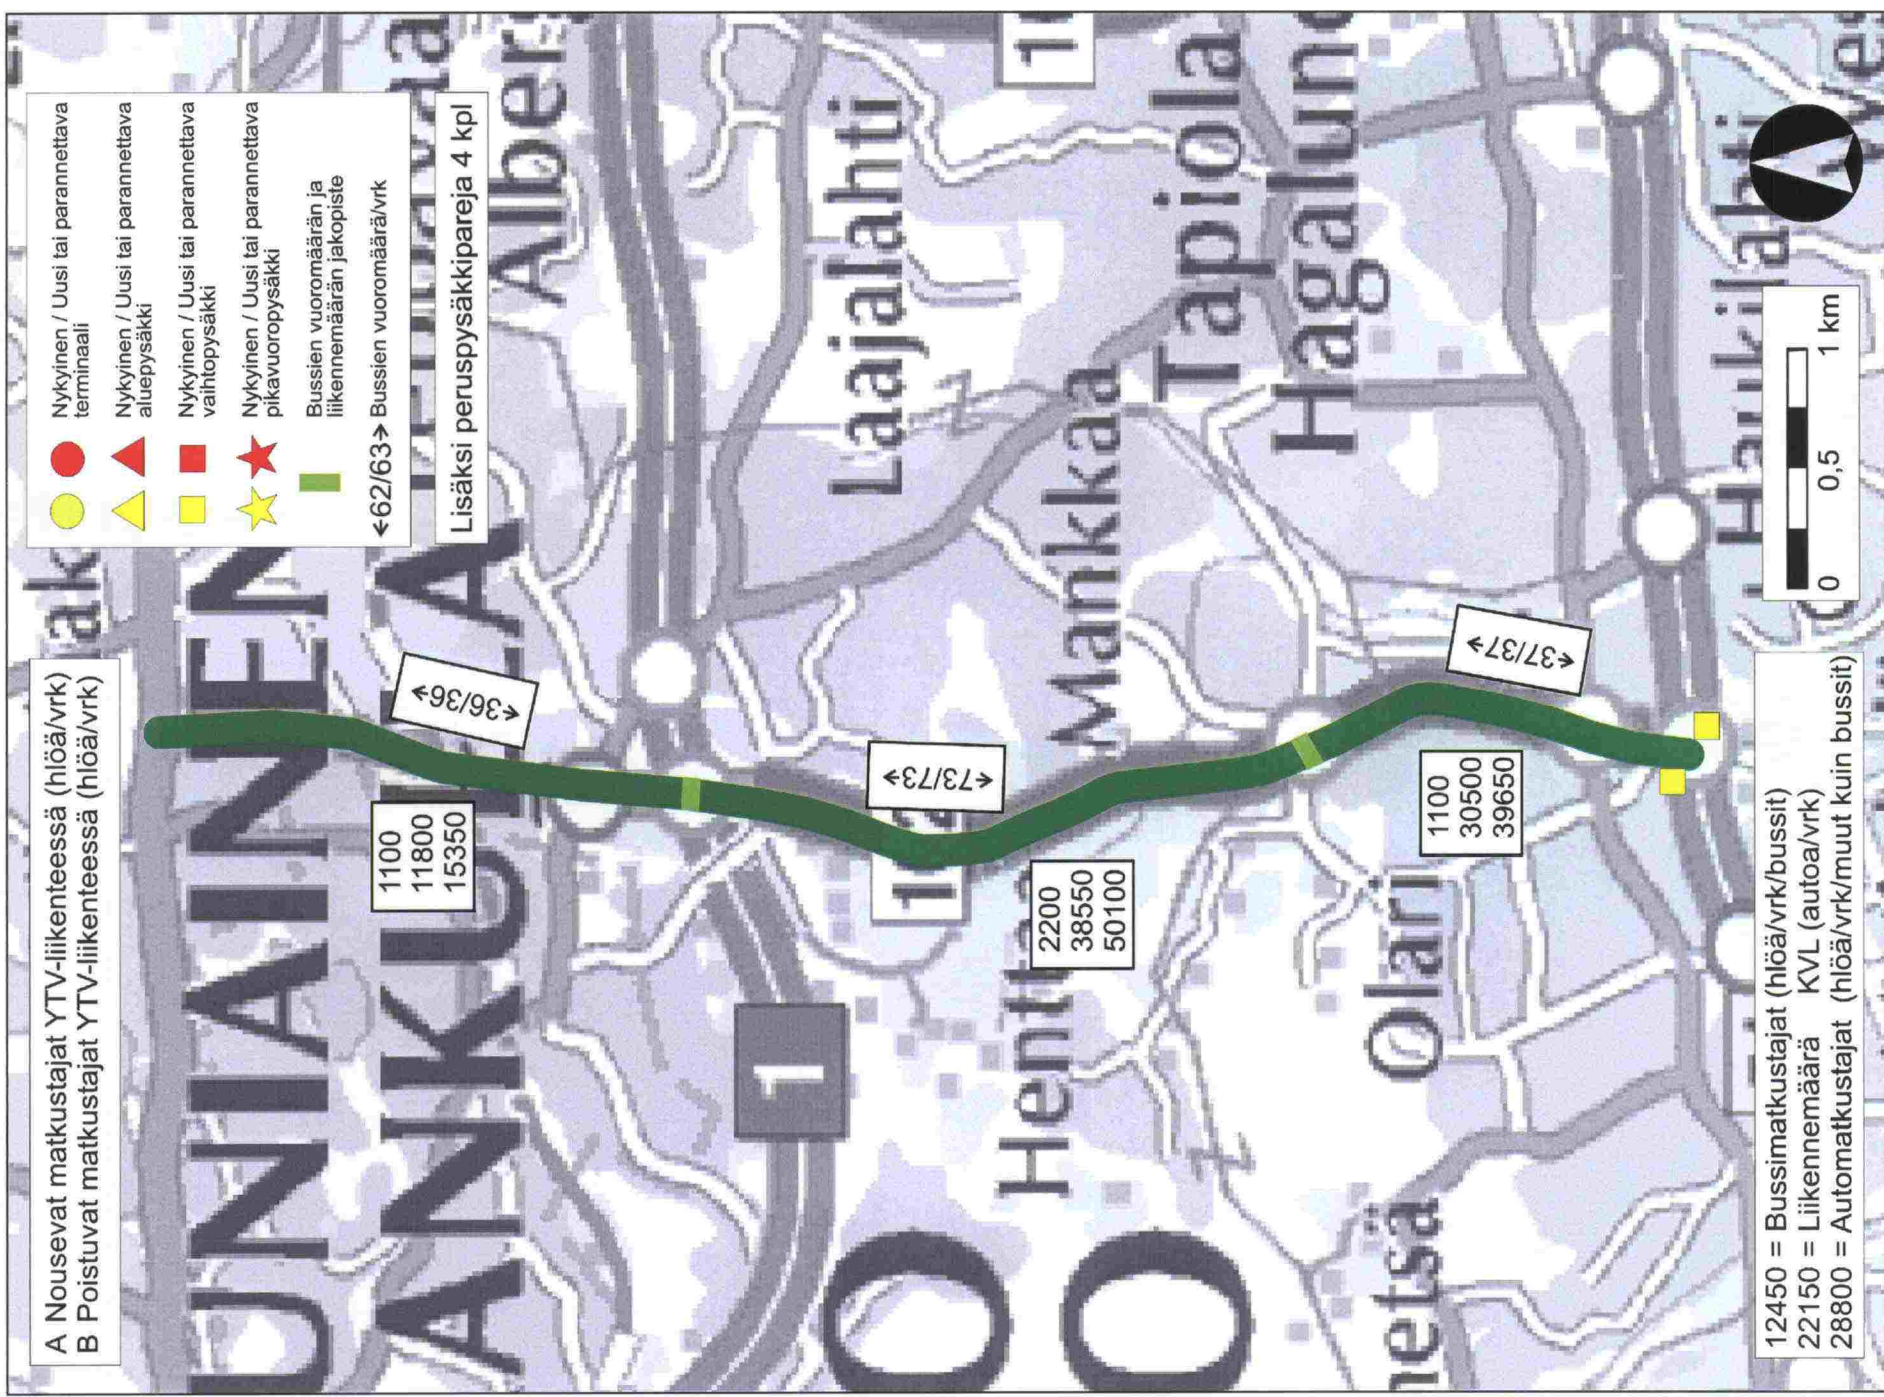 A Nousevat matkustajat YTV-liikenteessä (hlöä/vrk)
B Poistuvat matkustajat YTV-liikenteessä (hlöä/vrk)
Nykyinen / Uusi tai parannettava
terminaali
Nykyinen / Uusi tai parannettava
aluepysäkki
Nykyinen / Uusi tai parannettava
vaihtopysäkki
Nykyinen / Uusi tai parannettava
pikavuoropysäkki
Bussien vuoromäärän ja
liikennemäärän jakopiste
←62/63→ Bussien vuoromäärä/vrk
Lisäksi peruspysäkkipareja 4 kpl
UNIAINEN
ANKU
Alber
←36/36→
1100
11800
15350
1
Laajalahti
←73/73→
2200
38550
50100
Mankkaa
Tapiola
Hagalund
Olari
←37/37→
1100
30500
39650
Haukilahti
0 0,5 1 km
12450 = Bussimatkustajat (hlöä/vrk/bussit)
22150 = Liikennemäärä KVL (autoa/vrk)
28800 = Automatkustajat (hlöä/vrk/muut kuin bussit)